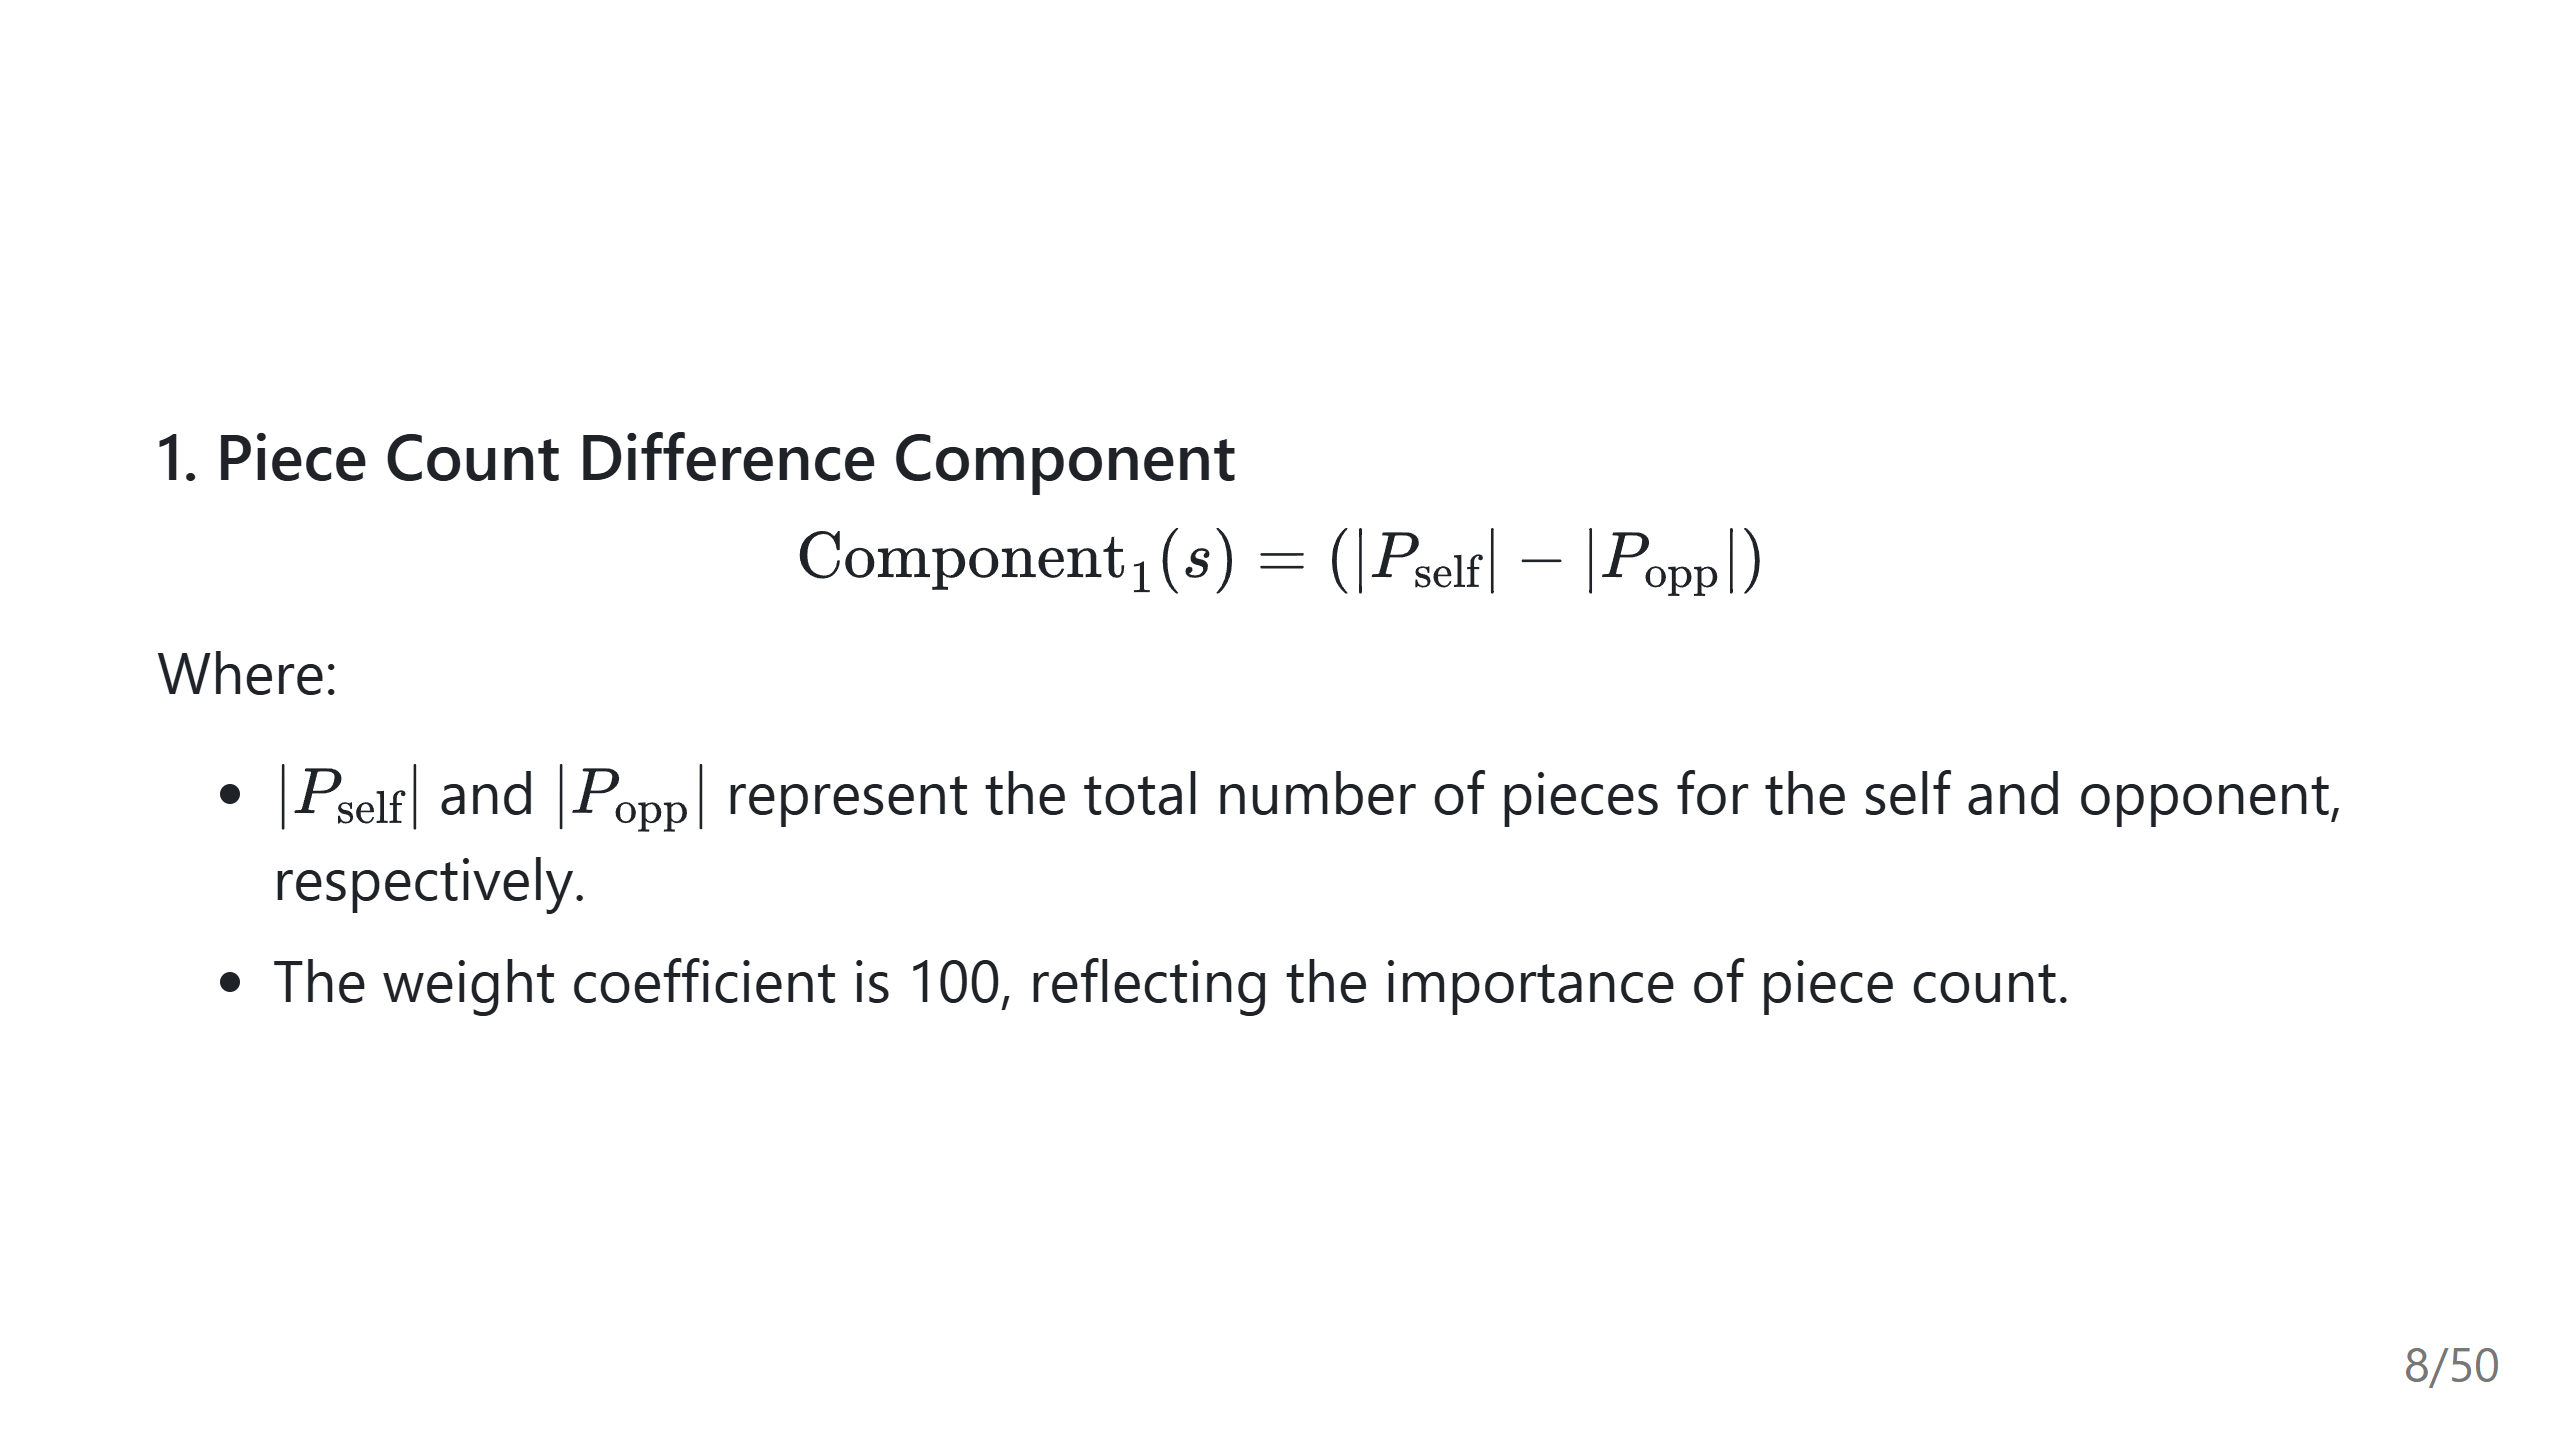 1. Piece Count Difference Component
Component₁(s) = (|P_self| − |P_opp|)
Where:
• |P_self| and |P_opp| represent the total number of pieces for the self and opponent,
respectively.
• The weight coefficient is 100, reflecting the importance of piece count.
8/50